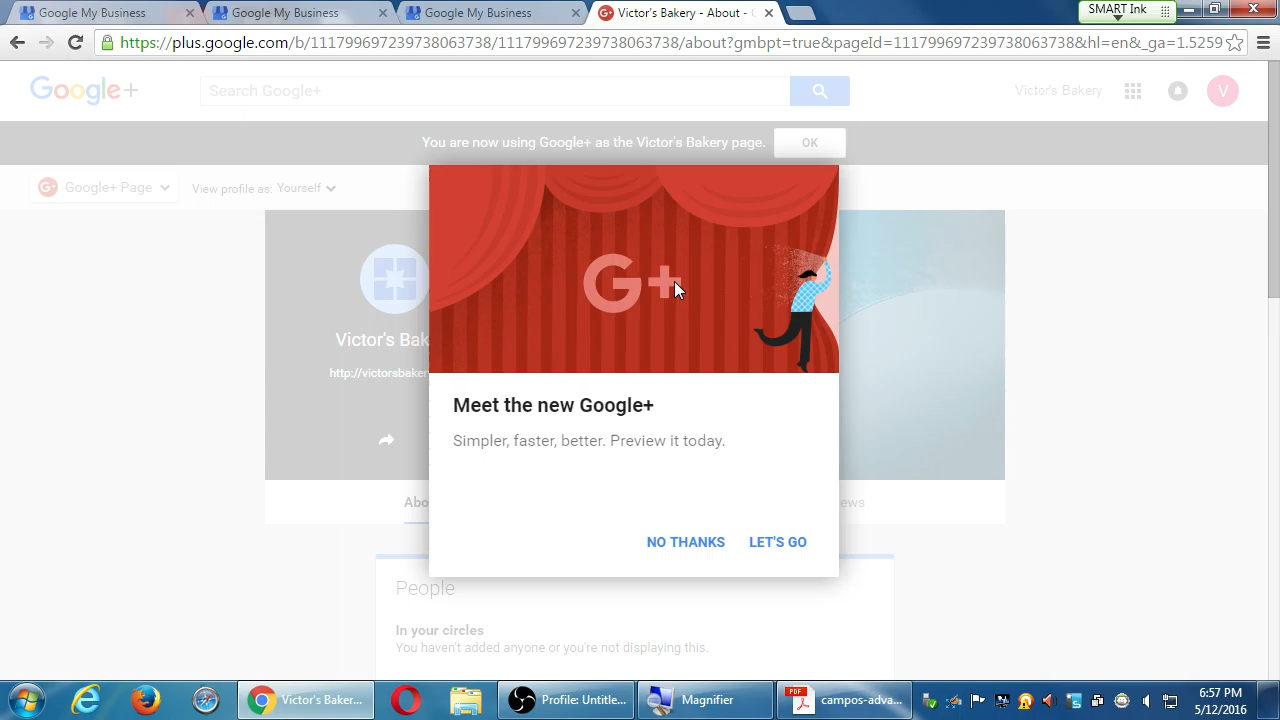 Google My Business
Google My Business
Google My Business
Victor's Bakery - About -
SMART Ink
https://plus.google.com/b/111799697239738063738/111799697239738063738/about?gmbpt=true&pageId=111799697239738063738&hl=en&_ga=1.5259
Google+
Search Google+
Victor's Bakery
V
You are now using Google+ as the Victor's Bakery page.
OK
G+
Google+ Page
View profile as: Yourself
G+
Victor's Bak
http://victorsbaker
Meet the new Google+
Simpler, faster, better. Preview it today.
Abo
ews
NO THANKS
LET'S GO
People
In your circles
You haven't added anyone or you're not displaying this.
Victor's Baker...
Profile: Untitle...
Magnifier
PDF
campos-adva...
6:57 PM
5/12/2016